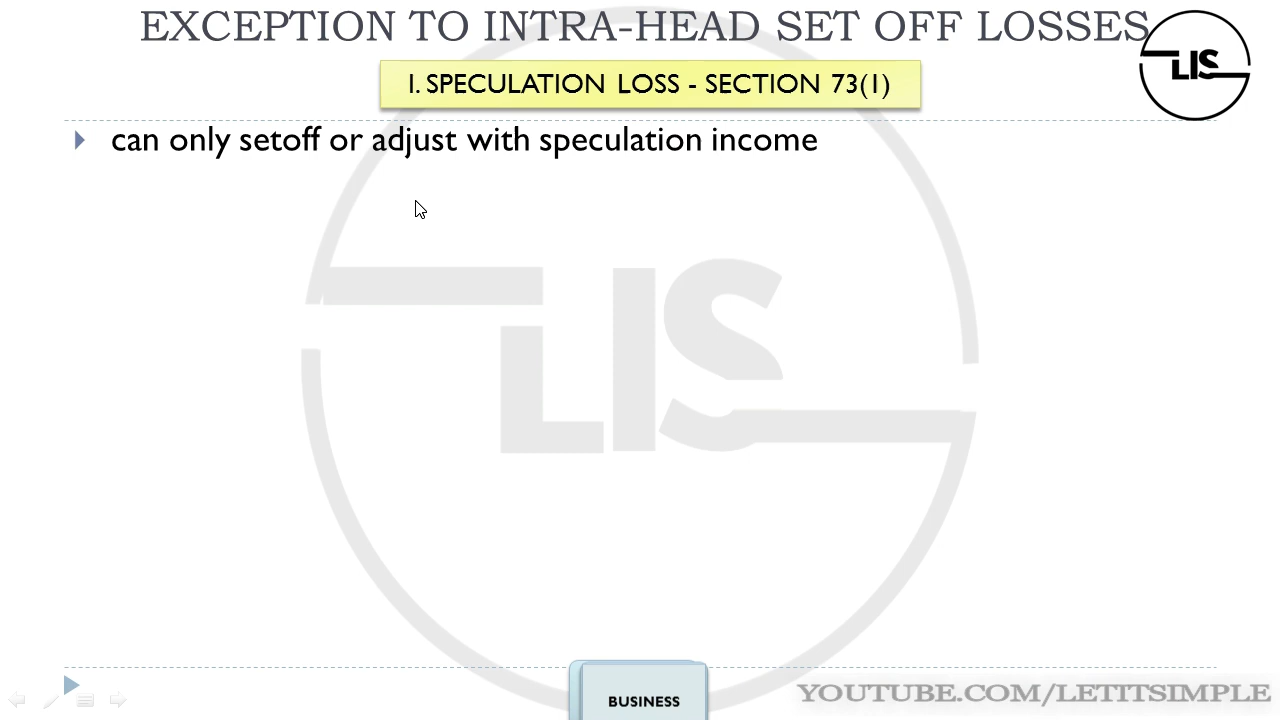 EXCEPTION TO INTRA-HEAD SET OFF LOSSES
LIS
I. SPECULATION LOSS - SECTION 73(1)
can only setoff or adjust with speculation income
LIS
BUSINESS
YOUTUBE.COM/LETITSIMPLE